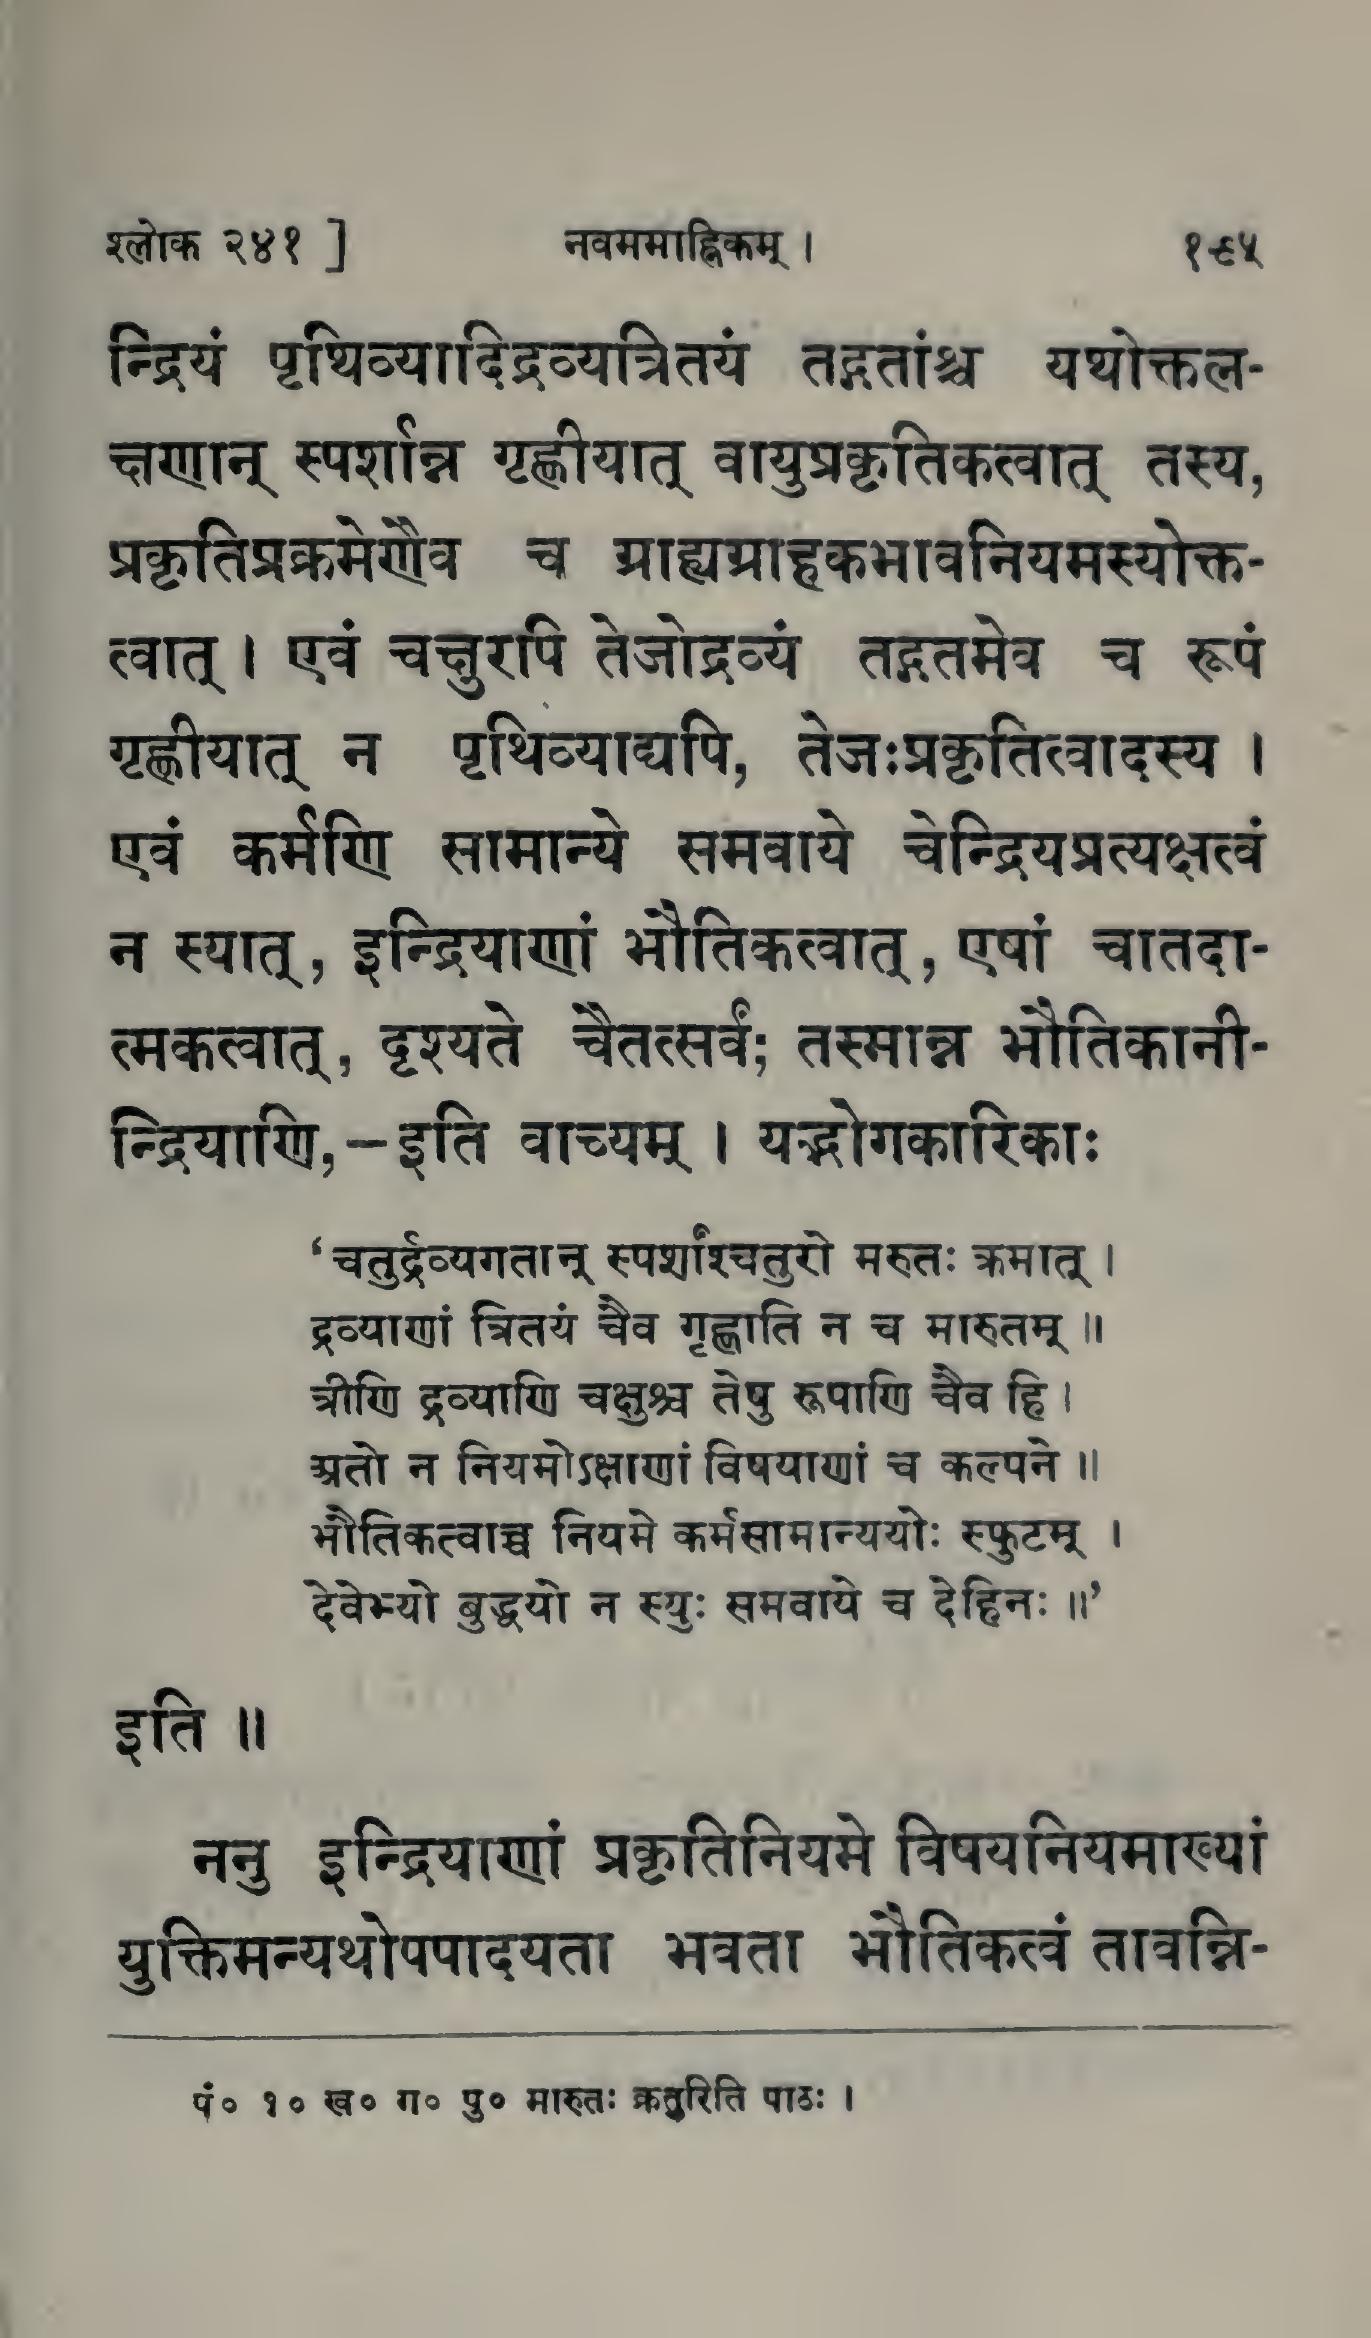 श्लोक २४१ ] नवममाह्निकम् । १९५
न्द्रियं पृथिव्यादिद्रव्यत्रितयं तद्गतांश्च यथोक्तल-
क्षणान् स्पर्शान्न गृह्णीयात् वायुप्रकृतिकत्वात् तस्य,
प्रकृतिप्रक्रमेणैव च ग्राह्यग्राहकभावनियमस्योक्त-
त्वात् । एवं चक्षुरपि तेजोद्रव्यं तद्गतमेव च रूपं
गृह्णीयात् न पृथिव्याद्यपि, तेजःप्रकृतित्वादस्य ।
एवं कर्मणि सामान्ये समवाये चेन्द्रियप्रत्यक्षत्वं
न स्यात्, इन्द्रियाणां भौतिकत्वात्, एषां चातदा-
त्मकत्वात्, दृश्यते चैतत्सर्वं; तस्मान्न भौतिकानी-
न्द्रियाणि,–इति वाच्यम् । यद्भोगकारिकाः
‘चतुर्द्रव्यगतान् स्पर्शांश्चतुरो मरुतः क्रमात् ।
द्रव्याणां त्रितयं चैव गृह्णाति न च मारुतम् ॥
त्रीणि द्रव्याणि चक्षुश्च तेषु रूपाणि चैव हि ।
अतो न नियमोऽक्षाणां विषयाणां च कल्पने ॥
भौतिकत्वाच्च नियमे कर्मसामान्ययोः स्फुटम् ।
देवेभ्यो बुद्धयो न स्युः समवाये च देहिनः ॥’
इति ॥
ननु इन्द्रियाणां प्रकृतिनियमे विषयनियमाख्यां
युक्तिमन्यथोपपादयता भवता भौतिकत्वं तावन्नि-
पं० १० ख० ग० पु० मारुतः क्रतुरिति पाठः ।